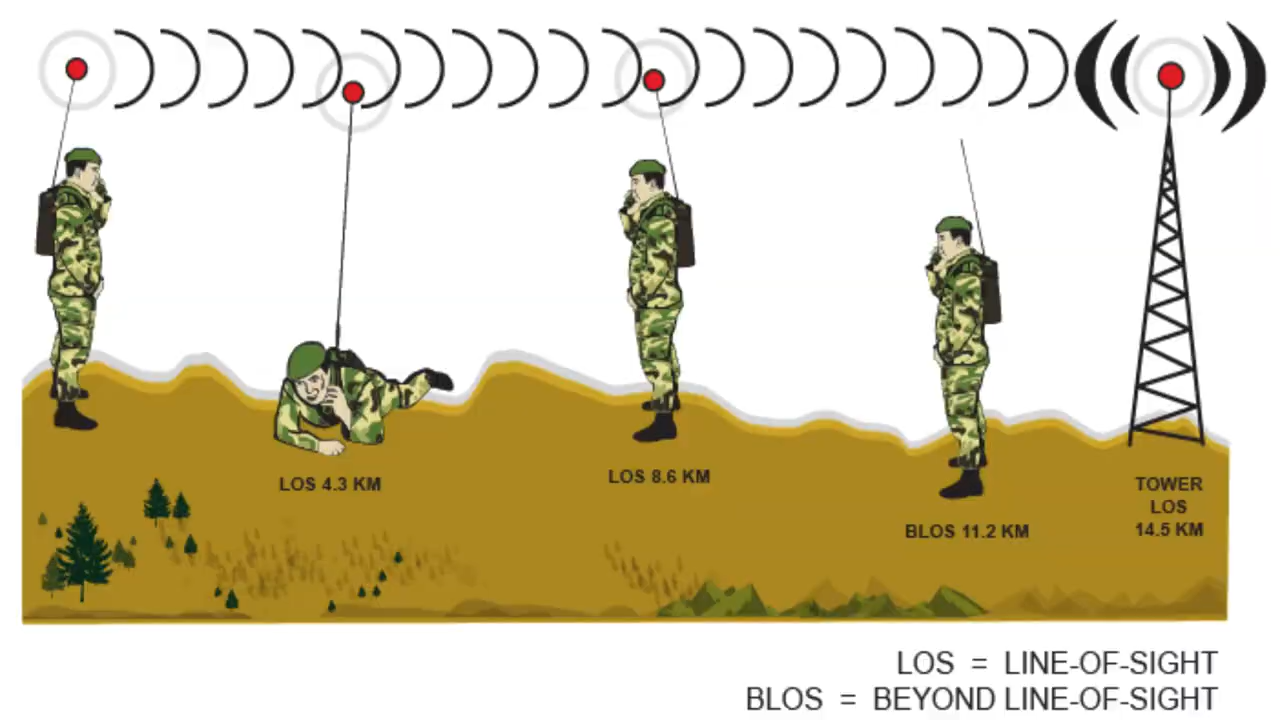 LOS 4.3 KM
LOS 8.6 KM
BLOS 11.2 KM
TOWER
LOS
14.5 KM
LOS = LINE-OF-SIGHT
BLOS = BEYOND LINE-OF-SIGHT